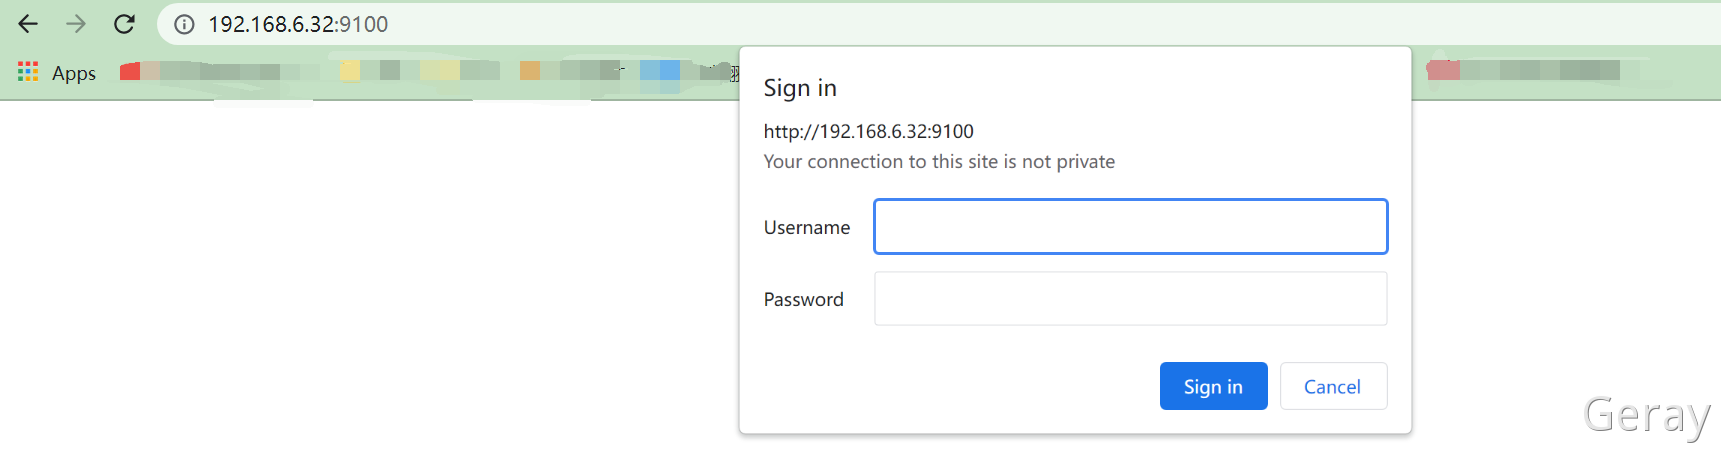 192.168.6.32:9100
Apps
Sign in
http://192.168.6.32:9100
Your connection to this site is not private
Username
Password
Sign in
Cancel
Geray